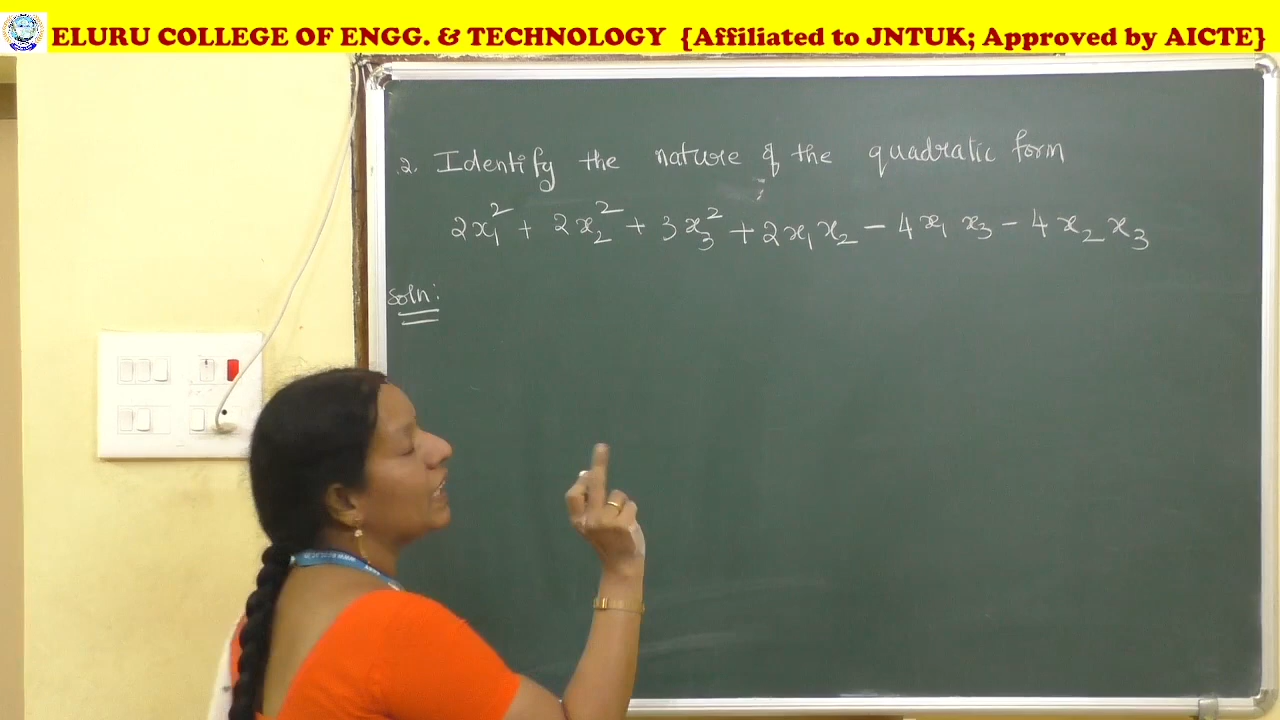 ELURU COLLEGE OF ENGG. & TECHNOLOGY {Affiliated to JNTUK; Approved by AICTE}
2. Identify the nature of the quadratic form
2x₁² + 2x₂² + 3x₃² + 2x₁x₂ - 4x₁x₃ - 4x₂x₃
Soln: